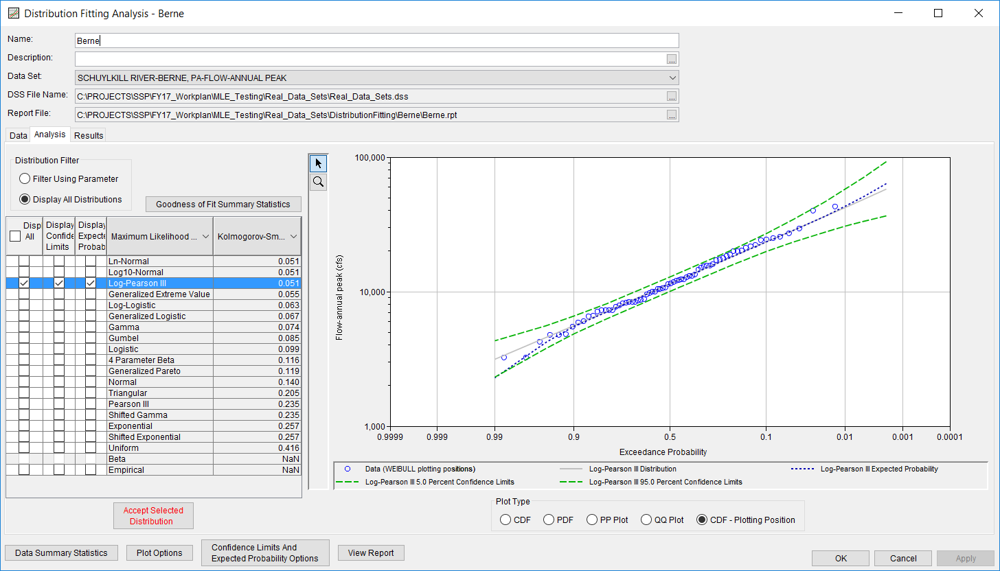 Distribution Fitting Analysis - Berne
Name:
Berne
Description:
...
Data Set:
SCHUYLKILL RIVER-BERNE, PA-FLOW-ANNUAL PEAK
DSS File Name:
C:\PROJECTS\SSP\FY17_Workplan\MLE_Testing\Real_Data_Sets\Real_Data_Sets.dss
...
Report File:
C:\PROJECTS\SSP\FY17_Workplan\MLE_Testing\Real_Data_Sets\DistributionFitting\Berne\Berne.rpt
...
Data Analysis Results
Distribution Filter
Filter Using Parameter
Display All Distributions
Goodness of Fit Summary Statistics
Displ
All
Display
Confide
Limits
Display
Expecte
Probab
Maximum Likelihood ...
Kolmogorov-Sm...
Ln-Normal 0.051
Log10-Normal 0.051
Log-Pearson III 0.051
Generalized Extreme Value 0.055
Log-Logistic 0.063
Generalized Logistic 0.067
Gamma 0.074
Gumbel 0.085
Logistic 0.099
4 Parameter Beta 0.116
Generalized Pareto 0.119
Normal 0.140
Triangular 0.205
Pearson III 0.235
Shifted Gamma 0.235
Exponential 0.257
Shifted Exponential 0.257
Uniform 0.416
Beta NaN
Empirical NaN
Accept Selected
Distribution
100,000
10,000
1,000
Flow-annual peak (cfs)
0.9999 0.999 0.99 0.9 0.5 0.1 0.01 0.001 0.0001
Exceedance Probability
Data (WEIBULL plotting positions)
Log-Pearson III Distribution
Log-Pearson III Expected Probability
Log-Pearson III 5.0 Percent Confidence Limits
Log-Pearson III 95.0 Percent Confidence Limits
Plot Type
CDF PDF PP Plot QQ Plot CDF - Plotting Position
Data Summary Statistics
Plot Options
Confidence Limits And
Expected Probability Options
View Report
OK Cancel Apply